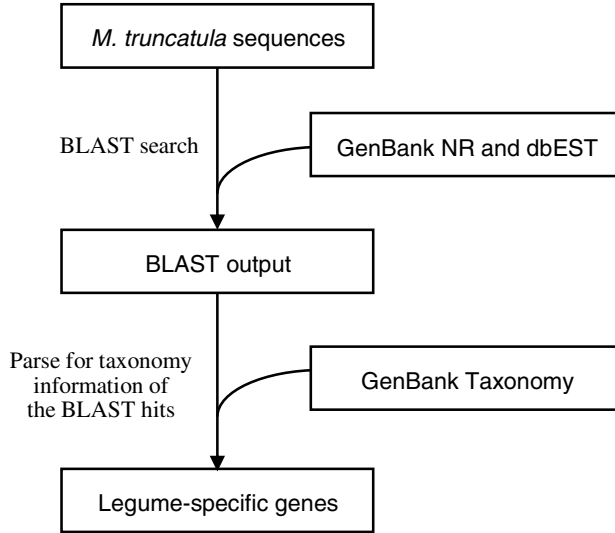 M. truncatula sequences
BLAST search
GenBank NR and dbEST
BLAST output
Parse for taxonomy
information of
the BLAST hits
GenBank Taxonomy
Legume-specific genes